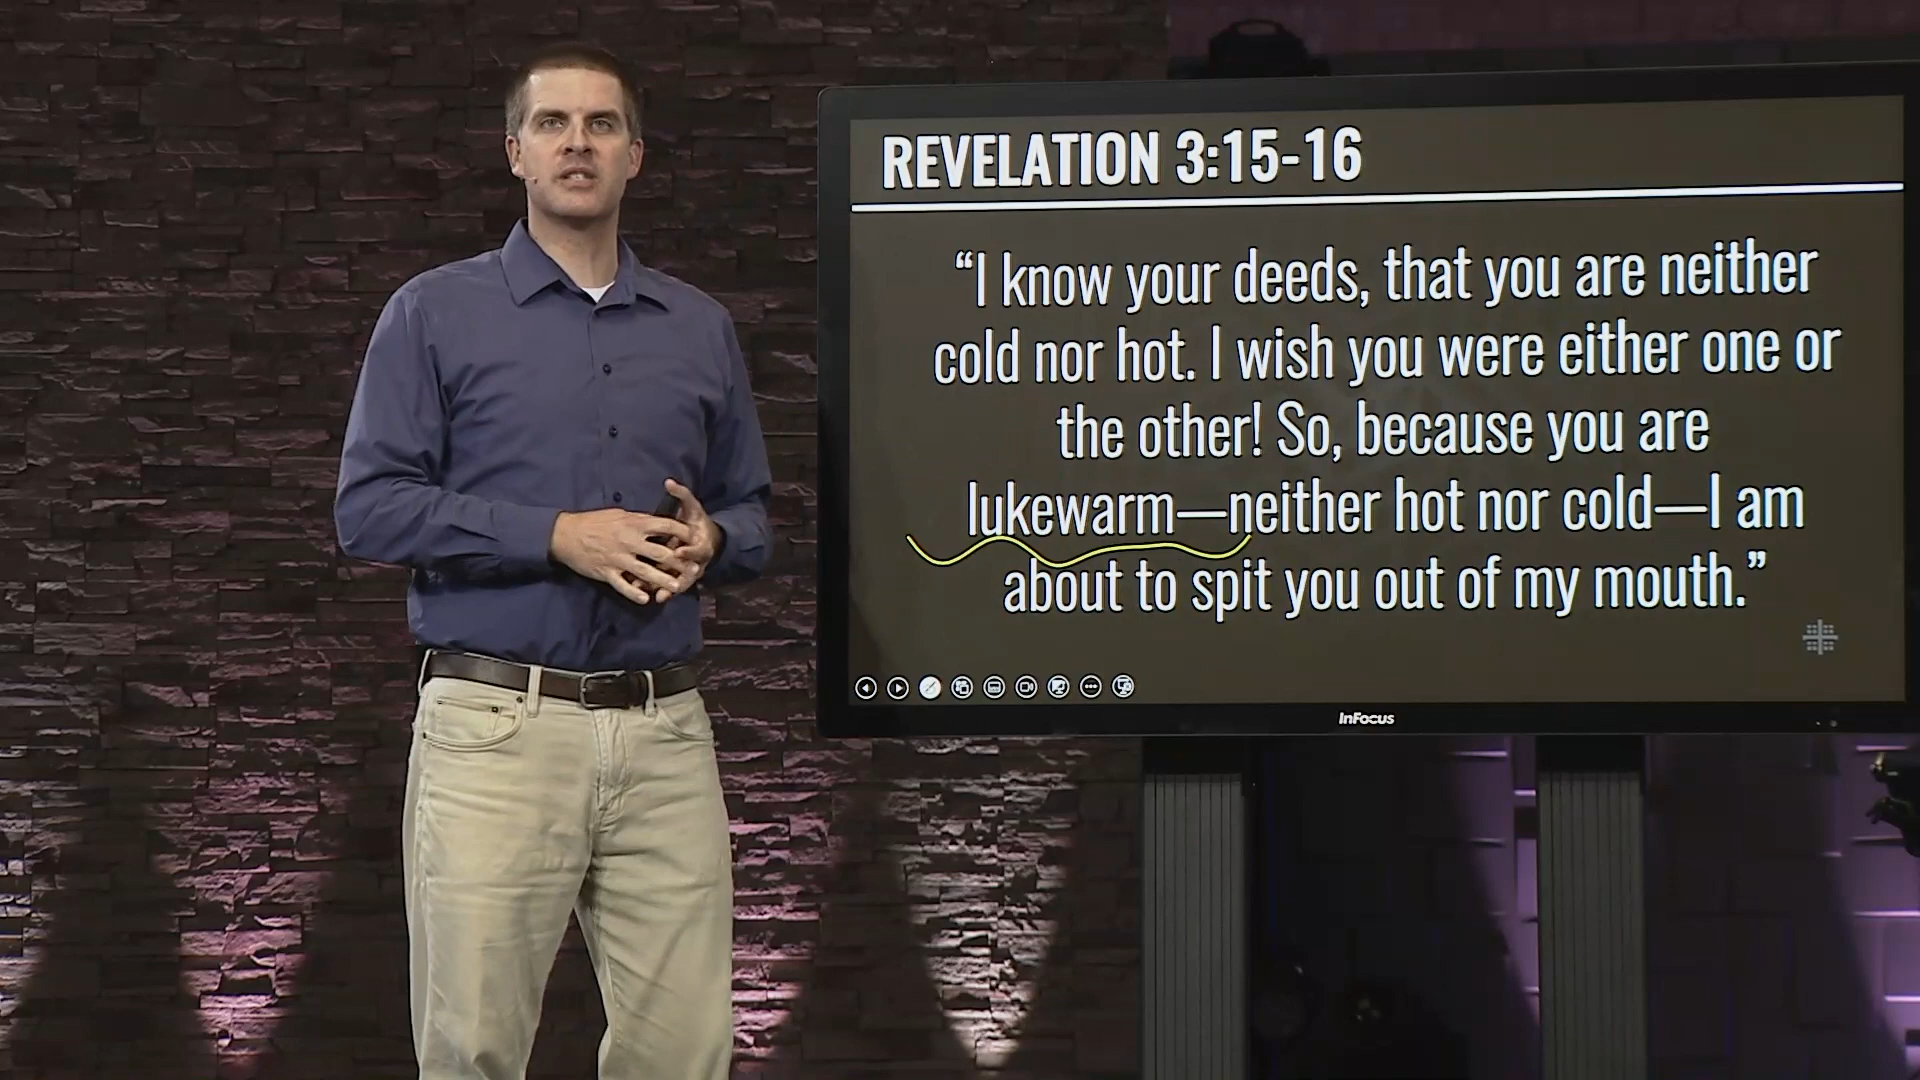 REVELATION 3:15-16
“I know your deeds, that you are neither
cold nor hot. I wish you were either one or
the other! So, because you are
lukewarm—neither hot nor cold—I am
about to spit you out of my mouth.”
InFocus